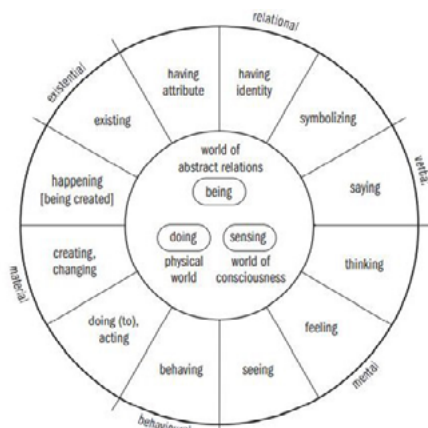 relational
existential
having
attribute
having
identity
existing
symbolizing
verbal
world of
abstract relations
being
happening
[being created]
saying
doing
sensing
physical
world
world of
consciousness
creating,
changing
thinking
material
doing (to),
acting
feeling
behaving
seeing
mental